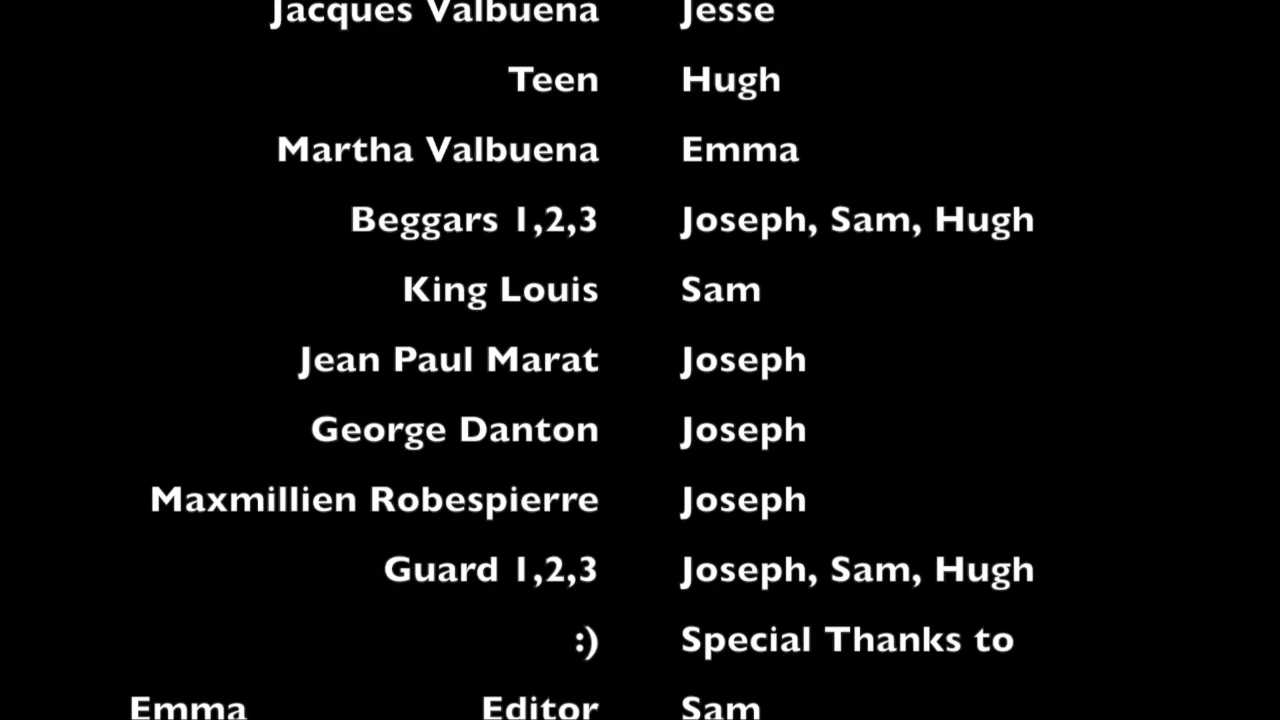 Jacques Valbuena Jesse
Teen Hugh
Martha Valbuena Emma
Beggars 1,2,3 Joseph, Sam, Hugh
King Louis Sam
Jean Paul Marat Joseph
George Danton Joseph
Maxmillien Robespierre Joseph
Guard 1,2,3 Joseph, Sam, Hugh
:) Special Thanks to
Emma Editor Sam